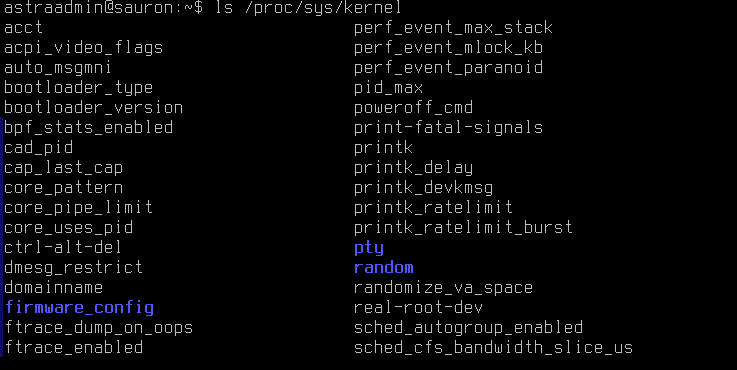 astraadmin@sauron:~$ ls /proc/sys/kernel
acct perf_event_max_stack
acpi_video_flags perf_event_mlock_kb
auto_msgmni perf_event_paranoid
bootloader_type pid_max
bootloader_version poweroff_cmd
bpf_stats_enabled print-fatal-signals
cad_pid printk
cap_last_cap printk_delay
core_pattern printk_devkmsg
core_pipe_limit printk_ratelimit
core_uses_pid printk_ratelimit_burst
ctrl-alt-del pty
dmesg_restrict random
domainname randomize_va_space
firmware_config real-root-dev
ftrace_dump_on_oops sched_autogroup_enabled
ftrace_enabled sched_cfs_bandwidth_slice_us